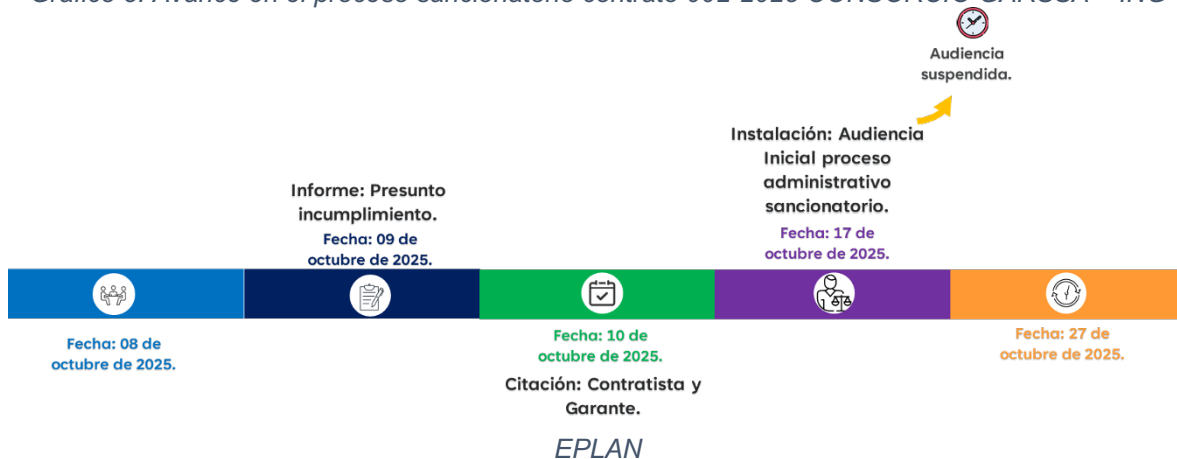 Audiencia
suspendida.
Instalación: Audiencia
Inicial proceso
administrativo
sancionatorio.
Fecha: 17 de
octubre de 2025.
Informe: Presunto
incumplimiento.
Fecha: 09 de
octubre de 2025.
Fecha: 08 de
octubre de 2025.
Fecha: 10 de
octubre de 2025.
Citación: Contratista y
Garante.
Fecha: 27 de
octubre de 2025.
EPLAN